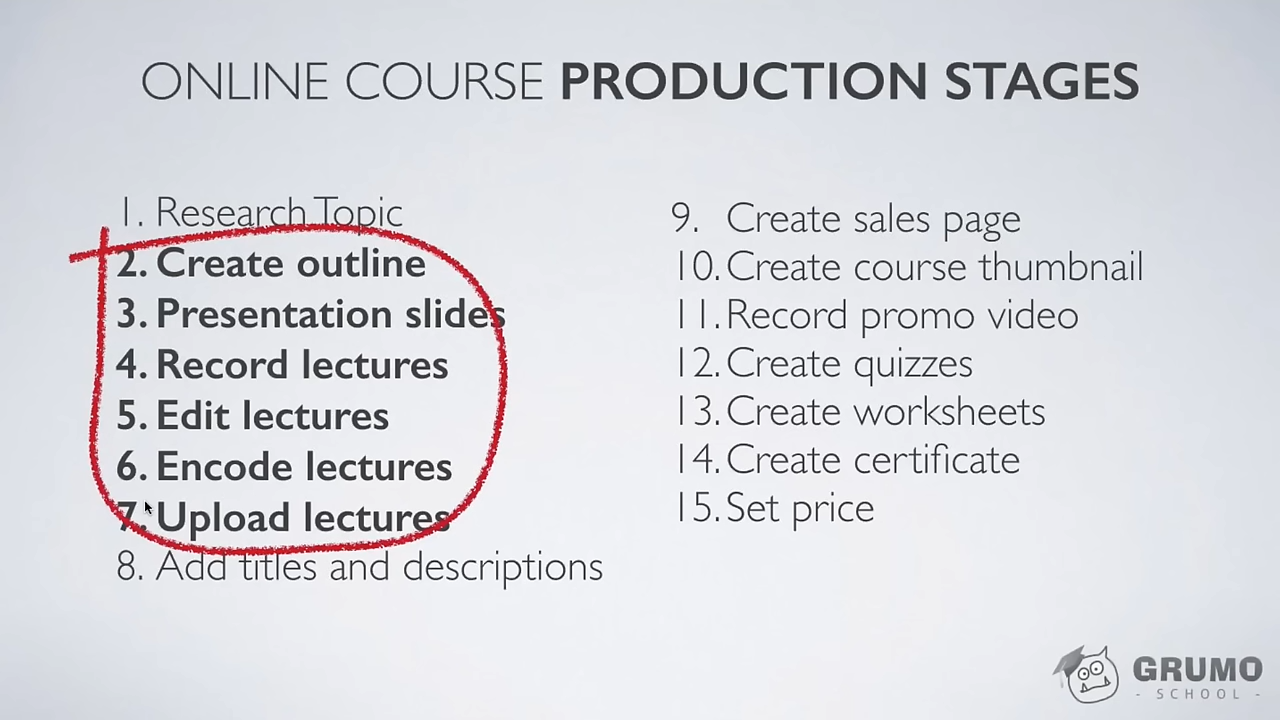 ONLINE COURSE PRODUCTION STAGES
1. Research Topic
2. Create outline
3. Presentation slides
4. Record lectures
5. Edit lectures
6. Encode lectures
7. Upload lectures
8. Add titles and descriptions
9. Create sales page
10. Create course thumbnail
11. Record promo video
12. Create quizzes
13. Create worksheets
14. Create certificate
15. Set price
GRUMO
- SCHOOL -